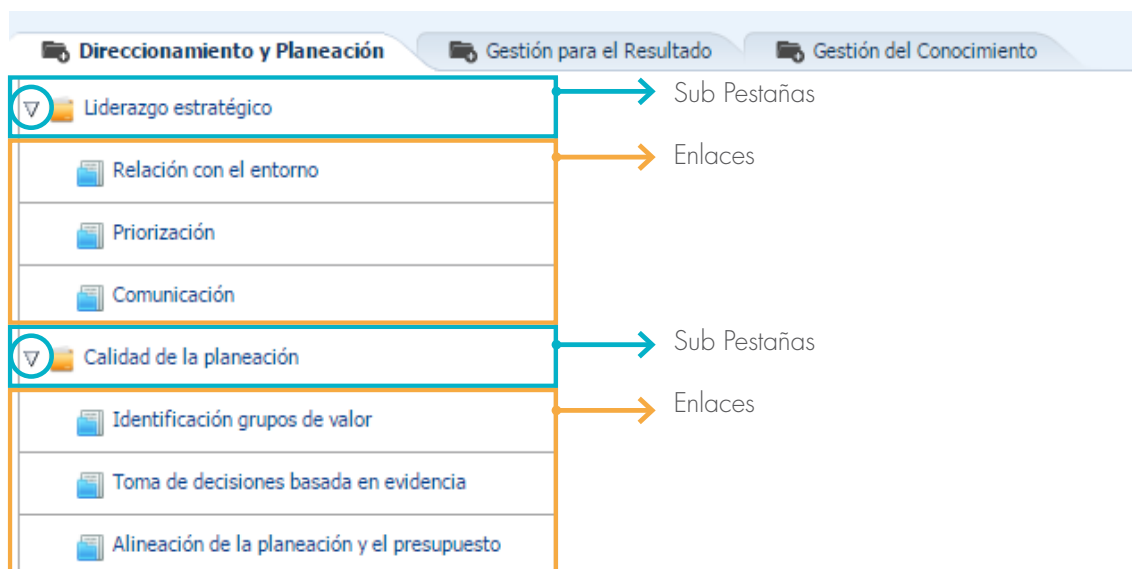 Direccionamiento y Planeación Gestión para el Resultado Gestión del Conocimiento
Liderazgo estratégico Sub Pestañas
Relación con el entorno Enlaces
Priorización
Comunicación
Calidad de la planeación Sub Pestañas
Identificación grupos de valor Enlaces
Toma de decisiones basada en evidencia
Alineación de la planeación y el presupuesto